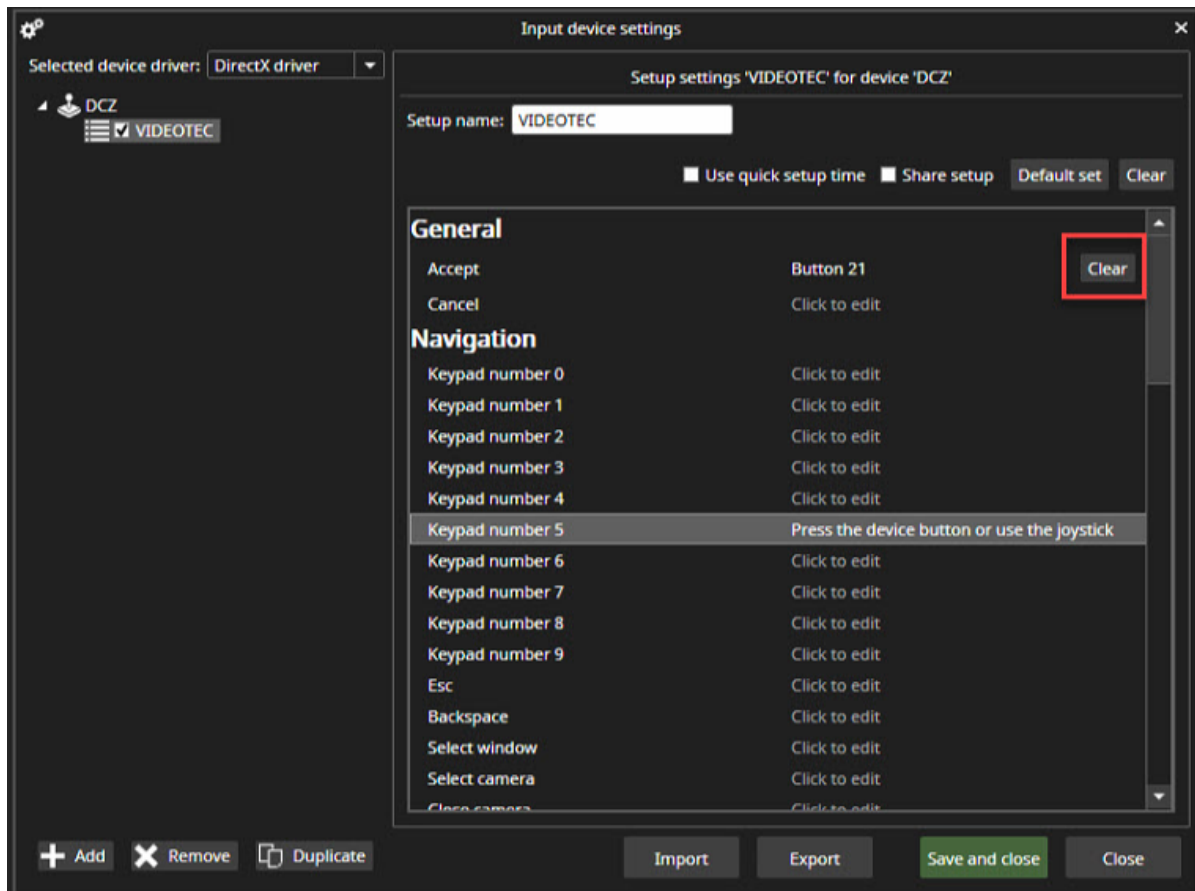 Input device settings
Selected device driver: DirectX driver
DCZ
VIDEOTEC
Setup settings 'VIDEOTEC' for device 'DCZ'
Setup name: VIDEOTEC
Use quick setup time Share setup Default set Clear
General
Accept Button 21 Clear
Cancel Click to edit
Navigation
Keypad number 0 Click to edit
Keypad number 1 Click to edit
Keypad number 2 Click to edit
Keypad number 3 Click to edit
Keypad number 4 Click to edit
Keypad number 5 Press the device button or use the joystick
Keypad number 6 Click to edit
Keypad number 7 Click to edit
Keypad number 8 Click to edit
Keypad number 9 Click to edit
Esc Click to edit
Backspace Click to edit
Select window Click to edit
Select camera Click to edit
Close camera Click to edit
Add Remove Duplicate Import Export Save and close Close